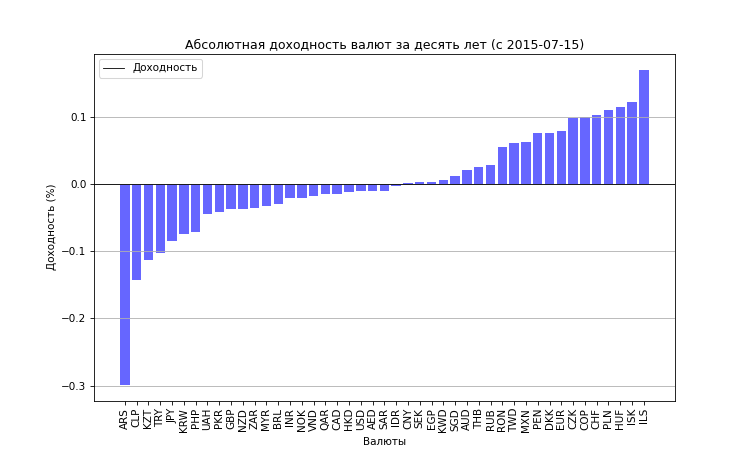 Абсолютная доходность валют за десять лет (с 2015-07-15)
Доходность
0.1
0.0
−0.1
−0.2
−0.3
Доходность (%)
ARS
CLP
KZT
TRY
JPY
KRW
PHP
UAH
PKR
GBP
NZD
ZAR
MYR
BRL
INR
NOK
VND
QAR
CAD
HKD
USD
AED
SAR
IDR
CNY
SEK
EGP
KWD
SGD
AUD
THB
RUB
RON
TWD
MXN
PEN
DKK
EUR
CZK
COP
CHF
PLN
HUF
ISK
ILS
Валюты